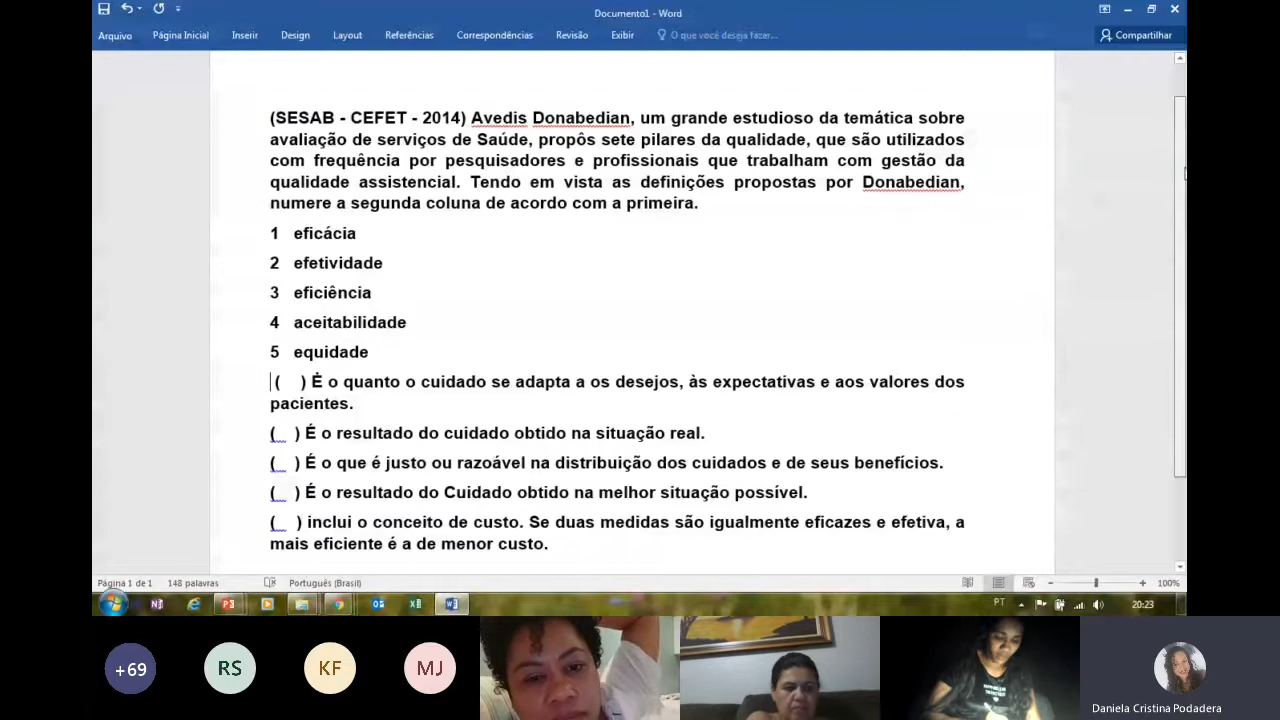 Documento1 - Word
Arquivo Página Inicial Inserir Design Layout Referências Correspondências Revisão Exibir O que você deseja fazer... Compartilhar
(SESAB - CEFET - 2014) Avedis Donabedian, um grande estudioso da temática sobre
avaliação de serviços de Saúde, propôs sete pilares da qualidade, que são utilizados
com frequência por pesquisadores e profissionais que trabalham com gestão da
qualidade assistencial. Tendo em vista as definições propostas por Donabedian,
numere a segunda coluna de acordo com a primeira.
1 eficácia
2 efetividade
3 eficiência
4 aceitabilidade
5 equidade
( ) É o quanto o cuidado se adapta a os desejos, às expectativas e aos valores dos
pacientes.
( ) É o resultado do cuidado obtido na situação real.
( ) É o que é justo ou razoável na distribuição dos cuidados e de seus benefícios.
( ) É o resultado do Cuidado obtido na melhor situação possível.
( ) inclui o conceito de custo. Se duas medidas são igualmente eficazes e efetiva, a
mais eficiente é a de menor custo.
Página 1 de 1 148 palavras Português (Brasil) 100%
PT 20:23
+69 RS KF MJ
Daniela Cristina Podadera